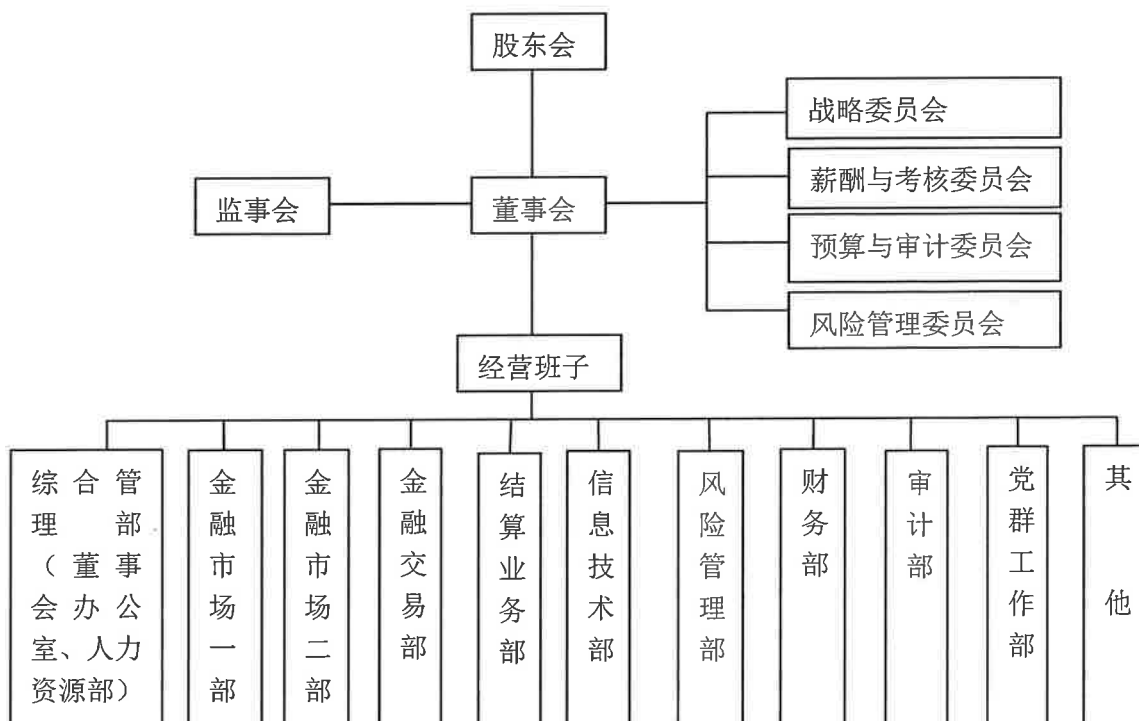 股东会
战略委员会
薪酬与考核委员会
监事会
董事会
预算与审计委员会
风险管理委员会
经营班子
综合管
理部
（董事
会办公
室、人力
资源部）
金融市场一部
金融市场二部
金融交易部
结算业务部
信息技术部
风险管理部
财务部
审计部
党群工作部
其他